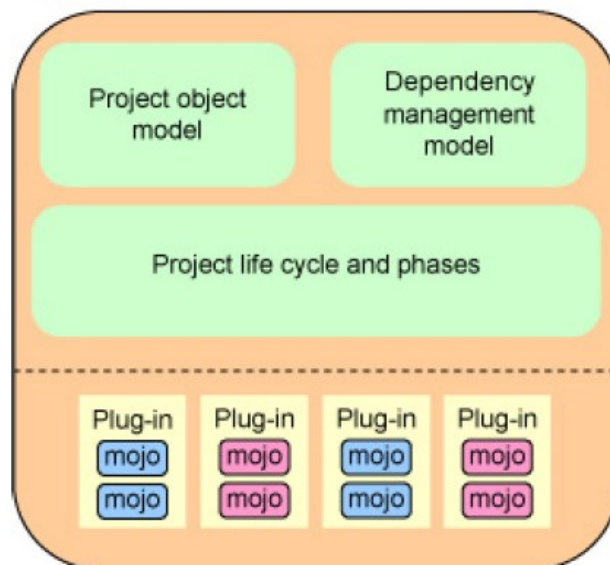 Project object
model
Dependency
management
model
Project life cycle and phases
Plug-in
mojo
mojo
Plug-in
mojo
mojo
Plug-in
mojo
mojo
Plug-in
mojo
mojo